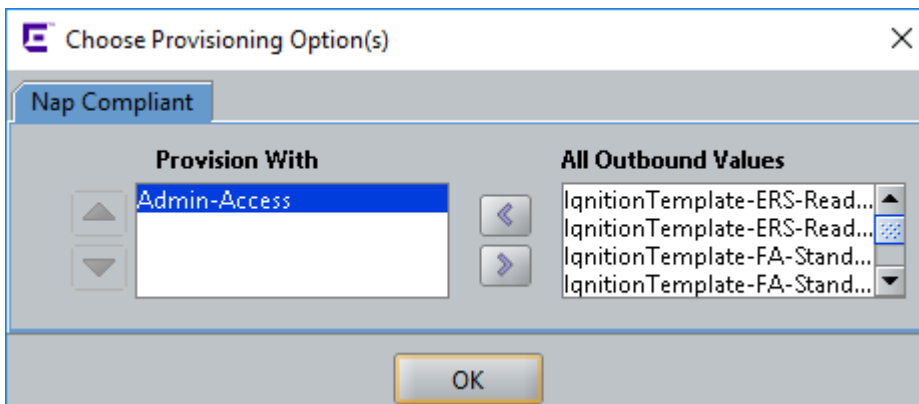 Choose Provisioning Option(s)
Nap Compliant
Provision With
All Outbound Values
Admin-Access
IgnitionTemplate-ERS-Read...
IgnitionTemplate-ERS-Read...
IgnitionTemplate-FA-Stand...
IgnitionTemplate-FA-Stand...
OK